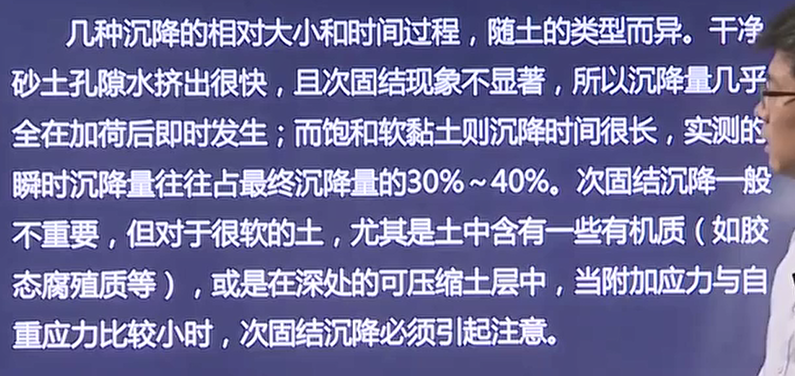 几种沉降的相对大小和时间过程，随土的类型而异。干净
砂土孔隙水挤出很快，且次固结现象不显著，所以沉降量几乎
全在加荷后即时发生；而饱和软黏土则沉降时间很长，实测的
瞬时沉降量往往占最终沉降量的30%～40%。次固结沉降一般
不重要，但对于很软的土，尤其是土中含有一些有机质（如胶
态腐殖质等），或是在深处的可压缩土层中，当附加应力与自
重应力比较小时，次固结沉降必须引起注意。